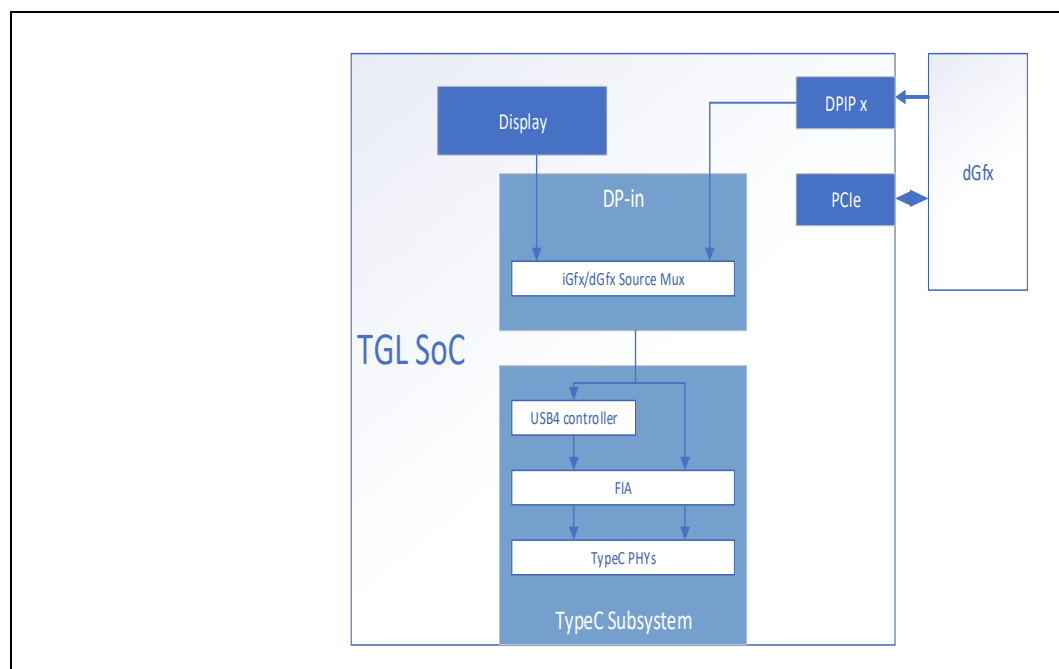 Display
DPIP x
dGfx
PCIe
DP-in
iGfx/dGfx Source Mux
TGL SoC
USB4 controller
FIA
TypeC PHYs
TypeC Subsystem